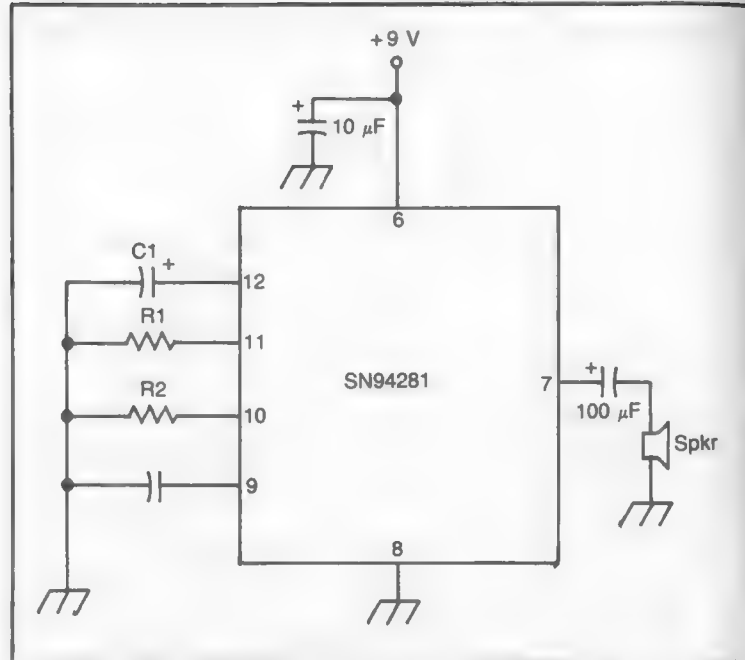 +9 V
+
10 μF
6
C1
+
12
R1
11
SN94281
7
+
100 μF
R2
10
Spkr
9
8